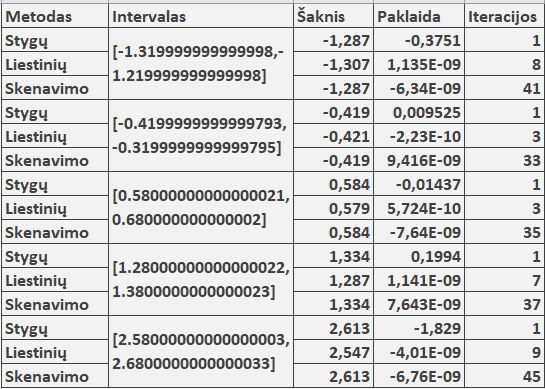 Metodas Intervalas Šaknis Paklaida Iteracijos
Stygų [-1.319999999999998,-1.219999999999998] -1,287 -0,3751 1
Liestinių -1,307 1,135E-09 8
Skenavimo -1,287 -6,34E-09 41
Stygų [-0.4199999999999793,-0.3199999999999795] -0,419 0,009525 1
Liestinių -0,421 -2,23E-10 3
Skenavimo -0,419 9,416E-09 33
Stygų [0.58000000000000021,0.680000000000002] 0,584 -0,01437 1
Liestinių 0,579 5,724E-10 3
Skenavimo 0,584 -7,64E-09 35
Stygų [1.28000000000000022,1.3800000000000023] 1,334 0,1994 1
Liestinių 1,287 1,141E-09 7
Skenavimo 1,334 7,643E-09 37
Stygų [2.58000000000000003,2.6800000000000033] 2,613 -1,829 1
Liestinių 2,547 -4,01E-09 9
Skenavimo 2,613 -6,76E-09 45